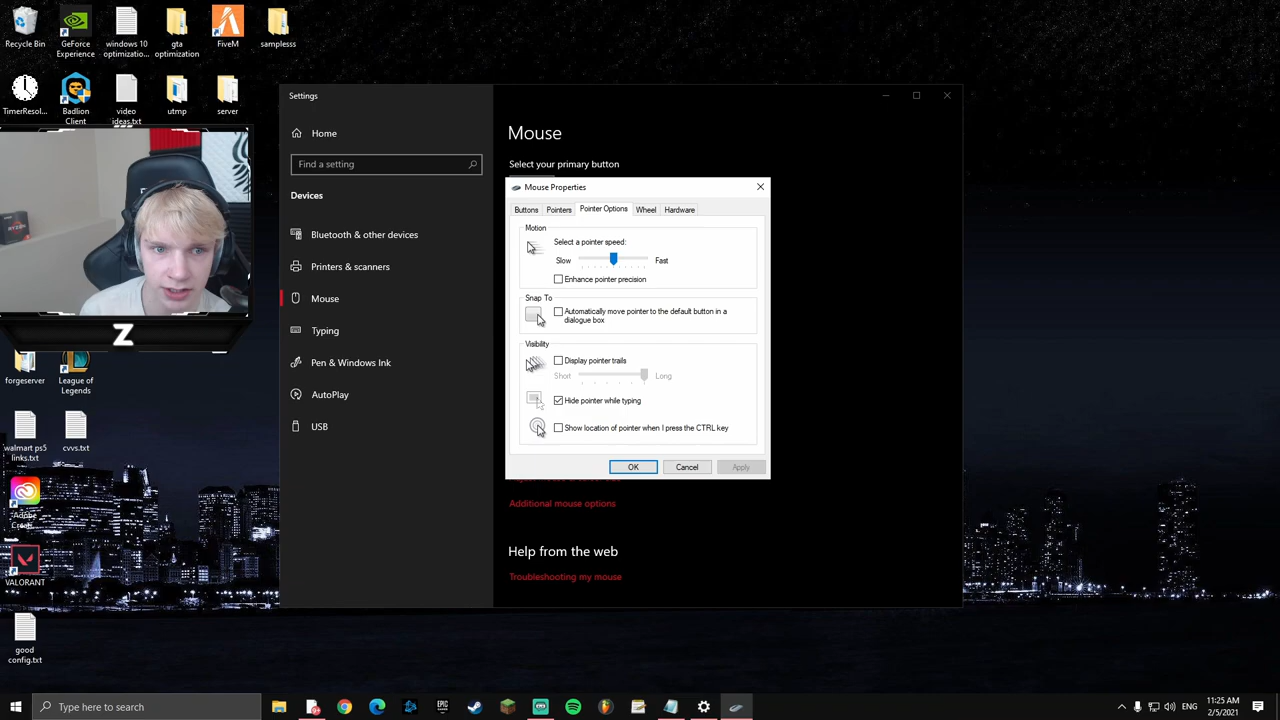 Recycle Bin
GeForce
Experience
windows 10
optimizatio...
gta
optimization
FiveM
samplesss
TimerResol...
Badlion
Client
video
ideas.txt
utmp
server
Z
forgeserver
League of
Legends
walmart ps5
links.txt
cvvs.txt
VALORANT
good
config.txt
Settings
Home
Find a setting
Devices
Bluetooth & other devices
Printers & scanners
Mouse
Typing
Pen & Windows Ink
AutoPlay
USB
Mouse
Select your primary button
Mouse Properties
Buttons
Pointers
Pointer Options
Wheel
Hardware
Motion
Select a pointer speed:
Slow
Fast
Enhance pointer precision
Snap To
Automatically move pointer to the default button in a
dialogue box
Visibility
Display pointer trails
Short
Long
Hide pointer while typing
Show location of pointer when I press the CTRL key
OK
Cancel
Apply
Additional mouse options
Help from the web
Troubleshooting my mouse
Type here to search
EPIC
ENG
11:25 AM
2/5/2021